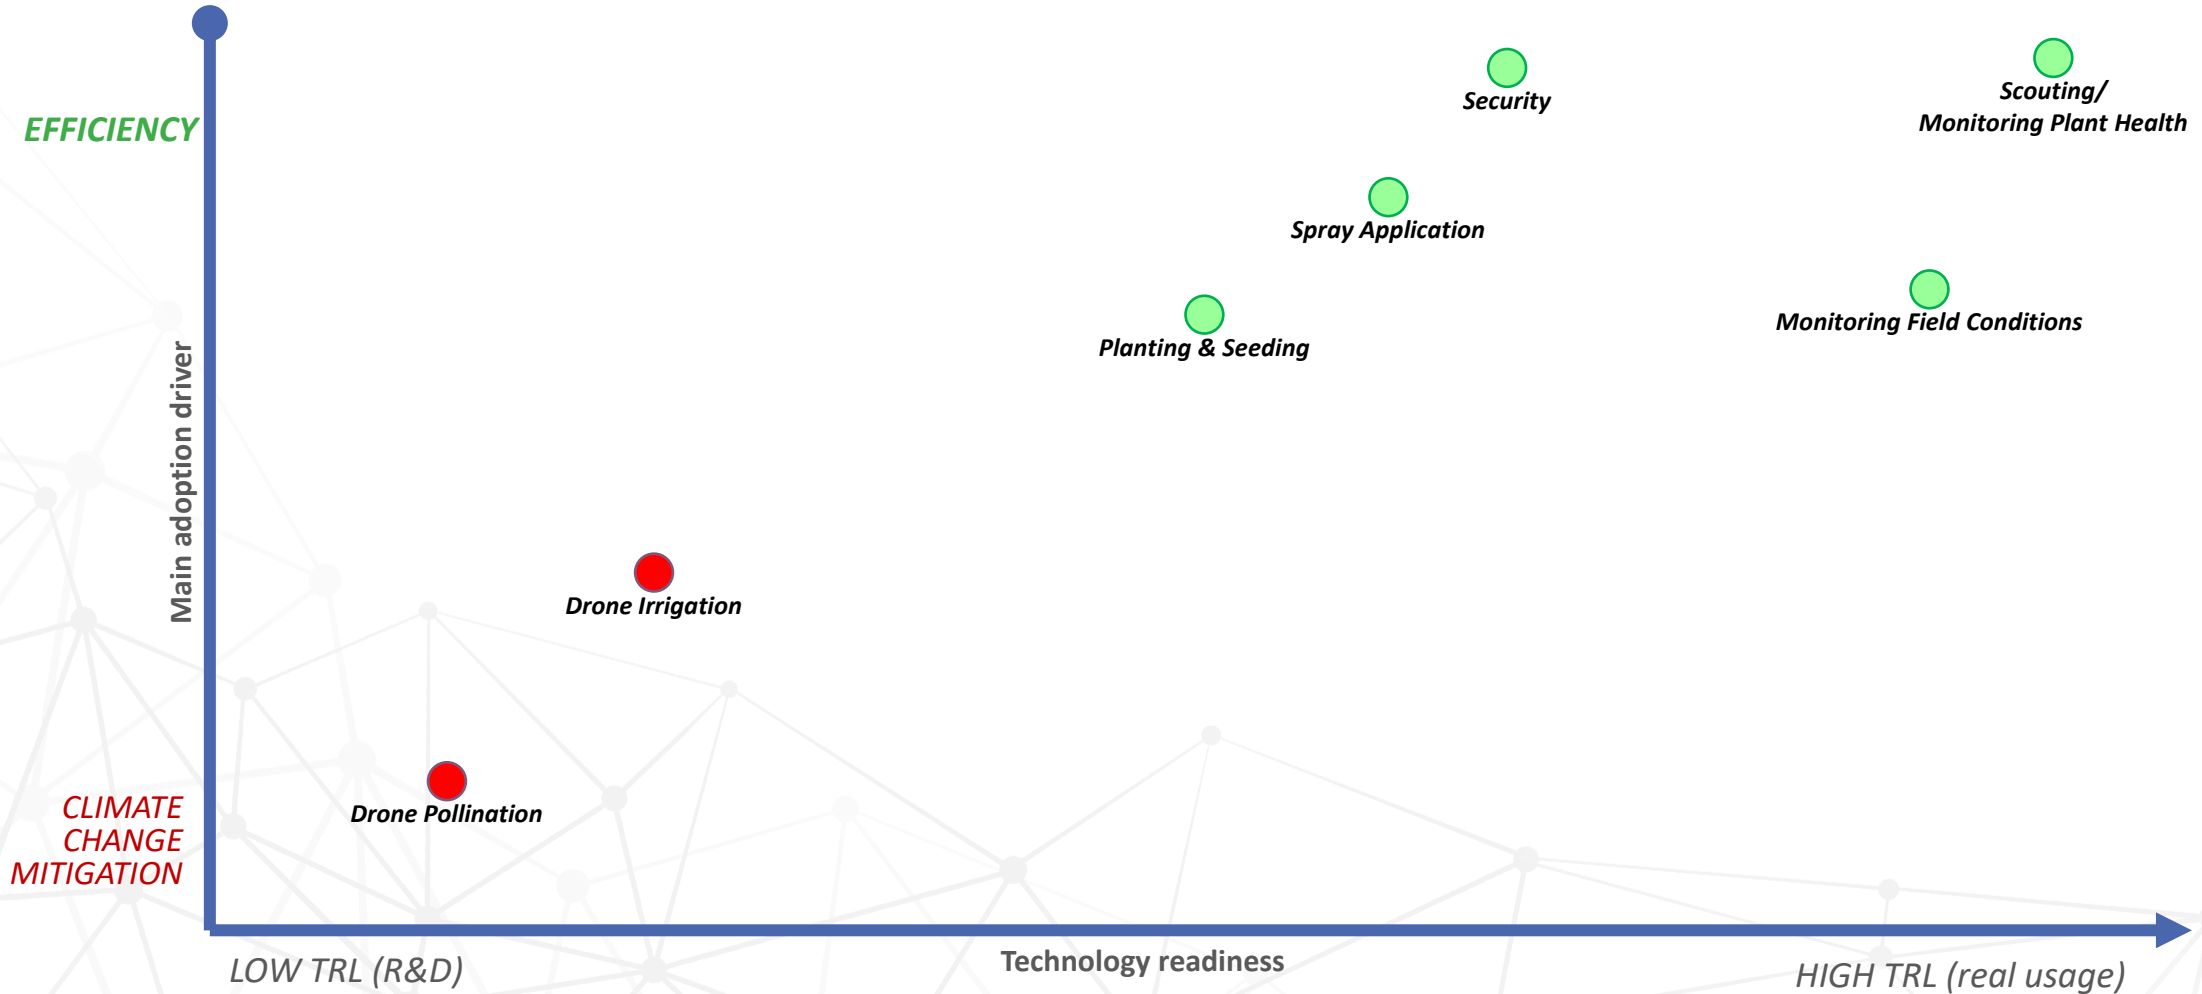 Security
Scouting/
Monitoring Plant Health
EFFICIENCY
Spray Application
Monitoring Field Conditions
Planting & Seeding
Main adoption driver
Drone Irrigation
Drone Pollination
CLIMATE
CHANGE
MITIGATION
LOW TRL (R&D)
Technology readiness
HIGH TRL (real usage)